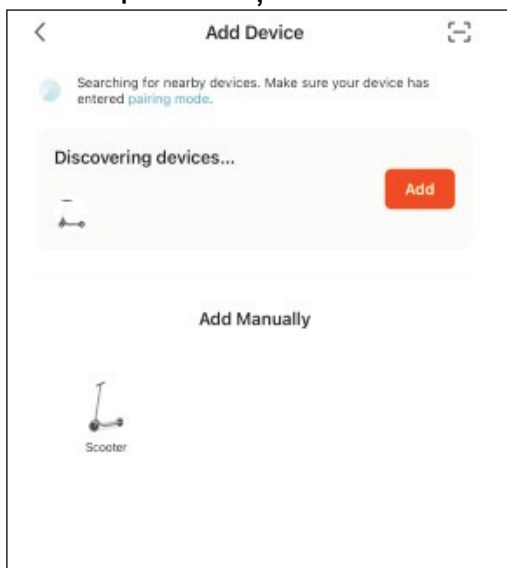 Add Device
Searching for nearby devices. Make sure your device has
entered pairing mode.
Discovering devices...
Add
Add Manually
Scooter